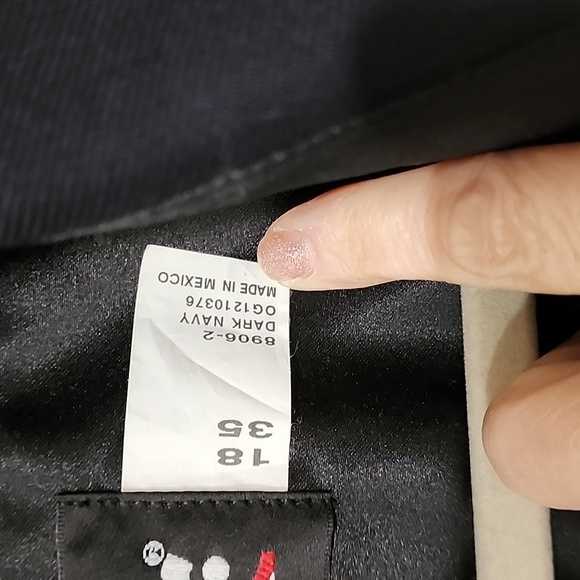 18
35
8906-2
DARK NAVY
OG1210376
MADE IN MEXICO